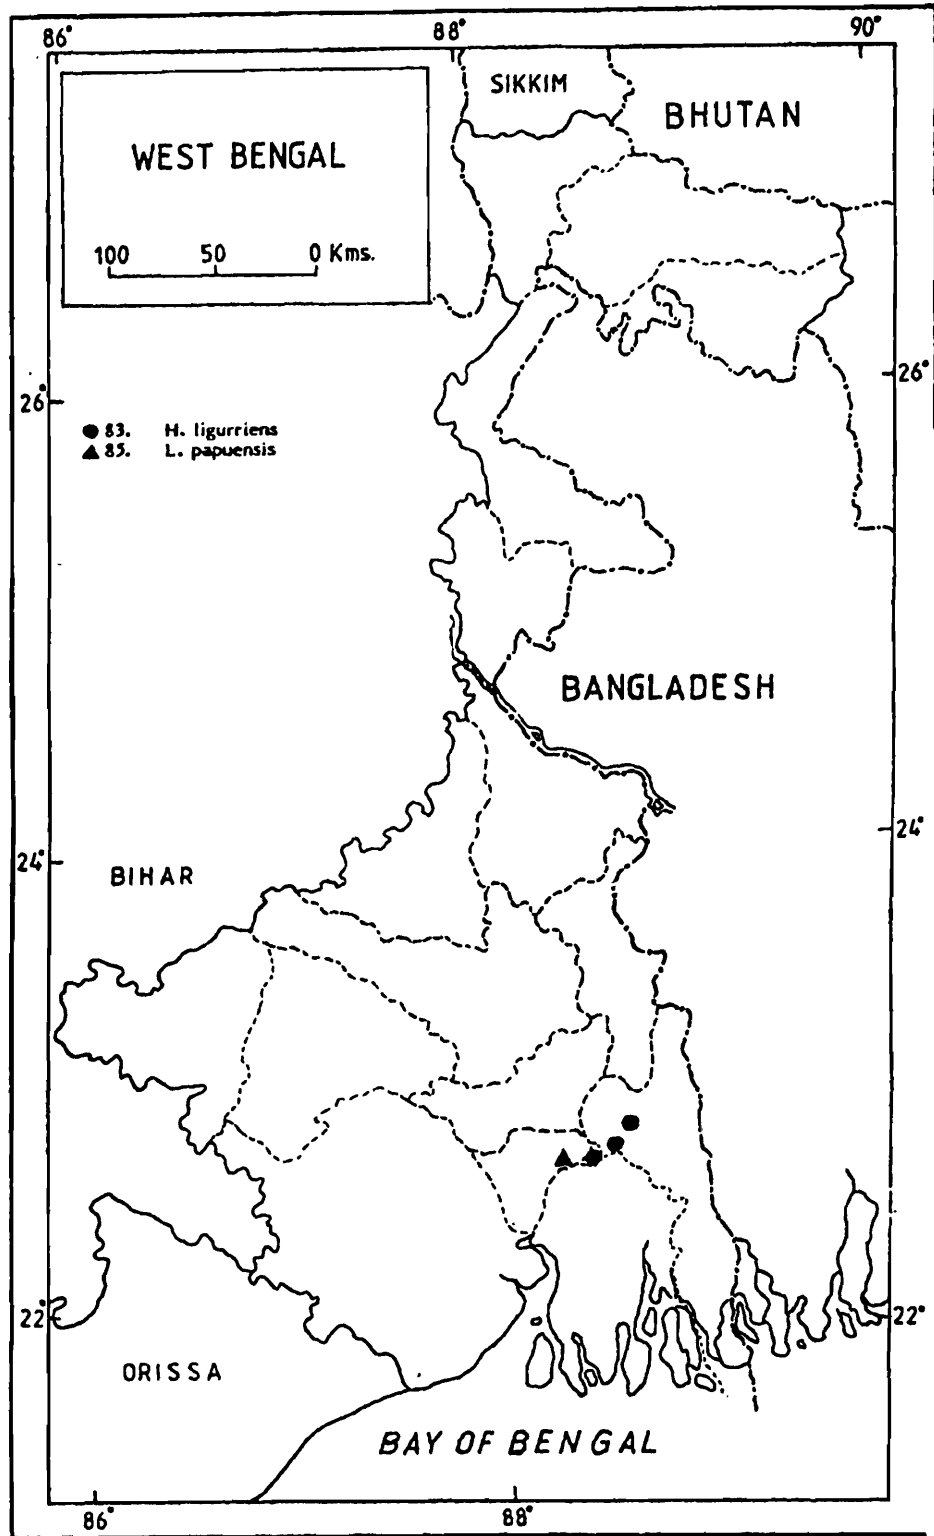 86°
88°
90°
SIKKIM
BHUTAN
WEST BENGAL
100 50 0 Kms.
26°
26°
83. H. ligurriens
85. L. papuensis
BANGLADESH
24°
24°
BIHAR
22°
22°
ORISSA
BAY OF BENGAL
86°
88°